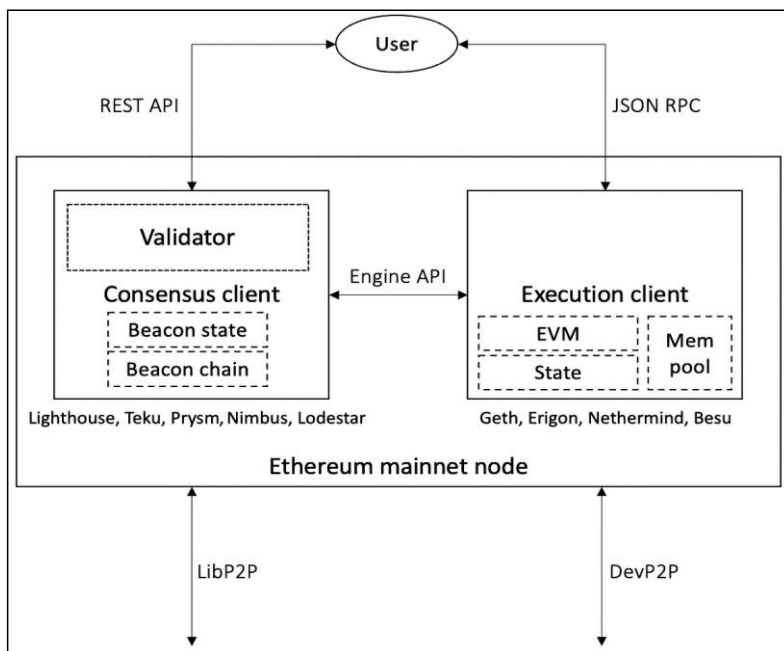 User
REST API
JSON RPC
Validator
Consensus client
Beacon state
Beacon chain
Engine API
Execution client
EVM
State
Mem
pool
Lighthouse, Teku, Prysm, Nimbus, Lodestar
Geth, Erigon, Nethermind, Besu
Ethereum mainnet node
LibP2P
DevP2P